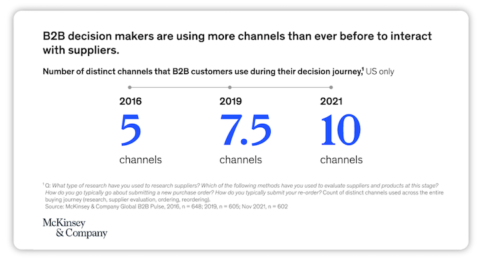 B2B decision makers are using more channels than ever before to interact
with suppliers.
Number of distinct channels that B2B customers use during their decision journey,¹ US only
2016 2019 2021
5 7.5 10
channels channels channels
¹ Q: What type of research have you used to research suppliers? Which of the following methods have you used to evaluate suppliers and products at this stage?
How do you go typically go about submitting a new purchase order? How do you typically submit your re-order? Count of distinct channels used across the entire
buying journey (research, supplier evaluation, ordering, reordering).
Source: McKinsey & Company Global B2B Pulse, 2016, n = 648; 2019, n = 605; Nov 2021, n = 602
McKinsey
& Company